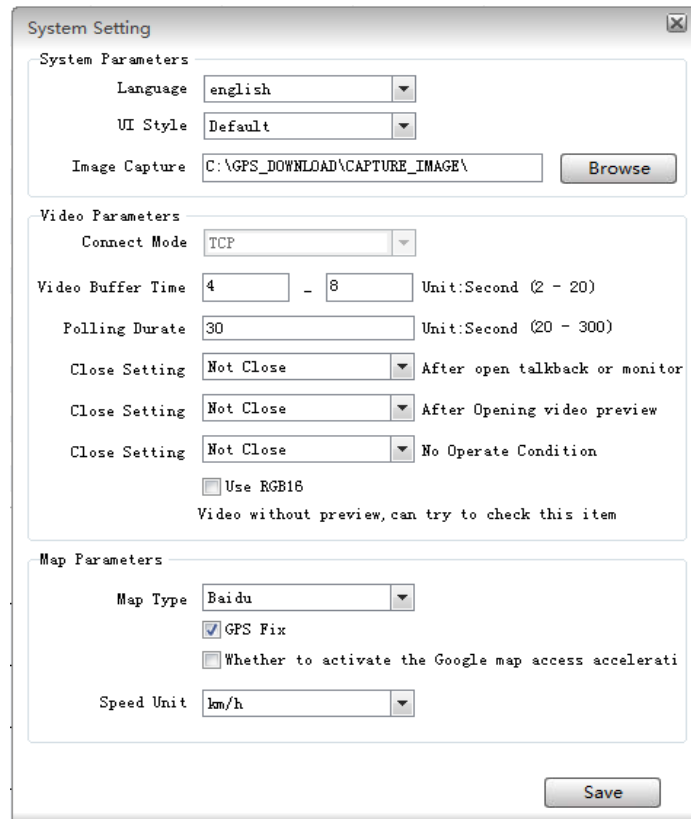 System Setting
System Parameters
Language english
UI Style Default
Image Capture C:\GPS_DOWNLOAD\CAPTURE_IMAGE\ Browse
Video Parameters
Connect Mode TCP
Video Buffer Time 4 - 8 Unit:Second (2 - 20)
Polling Durate 30 Unit:Second (20 - 300)
Close Setting Not Close After open talkback or monitor
Close Setting Not Close After Opening video preview
Close Setting Not Close No Operate Condition
Use RGB16
Video without preview,can try to check this item
Map Parameters
Map Type Baidu
GPS Fix
Whether to activate the Google map access accelerati
Speed Unit km/h
Save